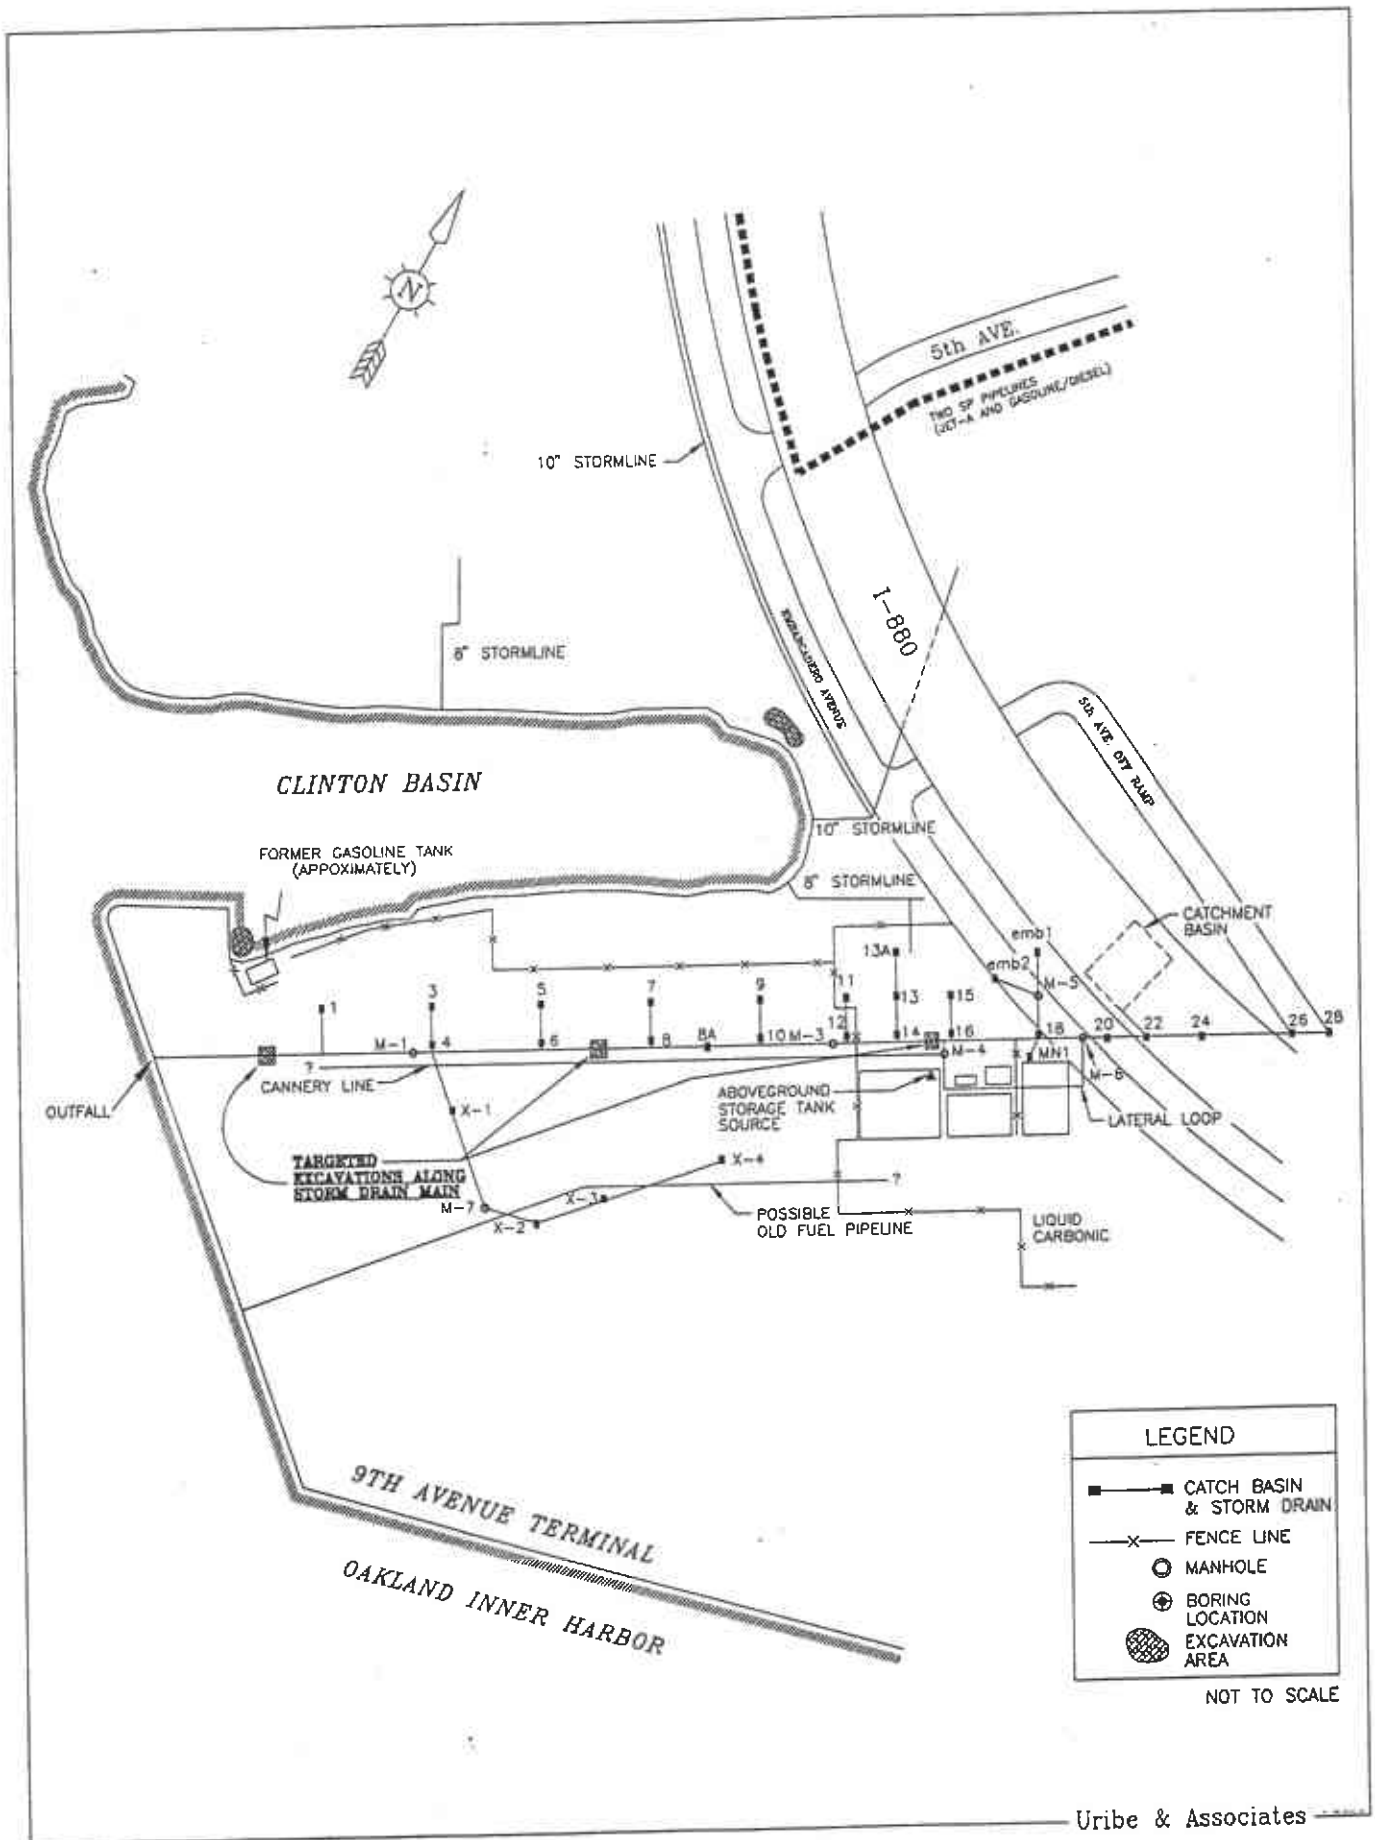 N
5th AVE.
TWO SP PIPELINES
(JET-A AND GASOLINE/DIESEL)
10" STORMLINE
I-880
EMBARCADERO AVENUE
8" STORMLINE
5th AVE. OFF RAMP
CLINTON BASIN
10" STORMLINE
FORMER GASOLINE TANK
(APPOXIMATELY)
8" STORMLINE
CATCHMENT
BASIN
emb1
13A
emb2
M-5
1
3
5
7
9
11
13
15
M-1
4
6
8
8A
10
M-3
12
14
16
18
20
22
24
26
28
?
CANNERY LINE
M-4
MN1
M-6
OUTFALL
X-1
ABOVEGROUND
STORAGE TANK
SOURCE
LATERAL LOOP
TARGETED
EXCAVATIONS ALONG
STORM DRAIN MAIN
X-4
X-3
M-7
X-2
?
POSSIBLE
OLD FUEL PIPELINE
LIQUID
CARBONIC
9TH AVENUE TERMINAL
OAKLAND INNER HARBOR
LEGEND
CATCH BASIN
& STORM DRAIN
FENCE LINE
MANHOLE
BORING
LOCATION
EXCAVATION
AREA
NOT TO SCALE
Uribe & Associates